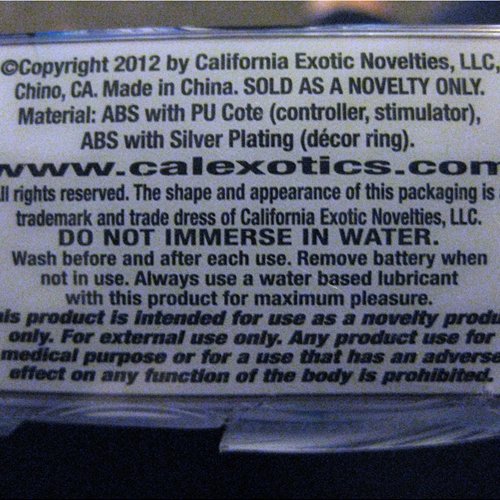 ©Copyright 2012 by California Exotic Novelties, LLC,
Chino, CA. Made in China. SOLD AS A NOVELTY ONLY.
Material: ABS with PU Cote (controller, stimulator),
ABS with Silver Plating (décor ring).
www.calexotics.com
ll rights reserved. The shape and appearance of this packaging is
trademark and trade dress of California Exotic Novelties, LLC.
DO NOT IMMERSE IN WATER.
Wash before and after each use. Remove battery when
not in use. Always use a water based lubricant
with this product for maximum pleasure.
is product is intended for use as a novelty produ
only. For external use only. Any product use for
medical purpose or for a use that has an adverse
effect on any function of the body is prohibited.